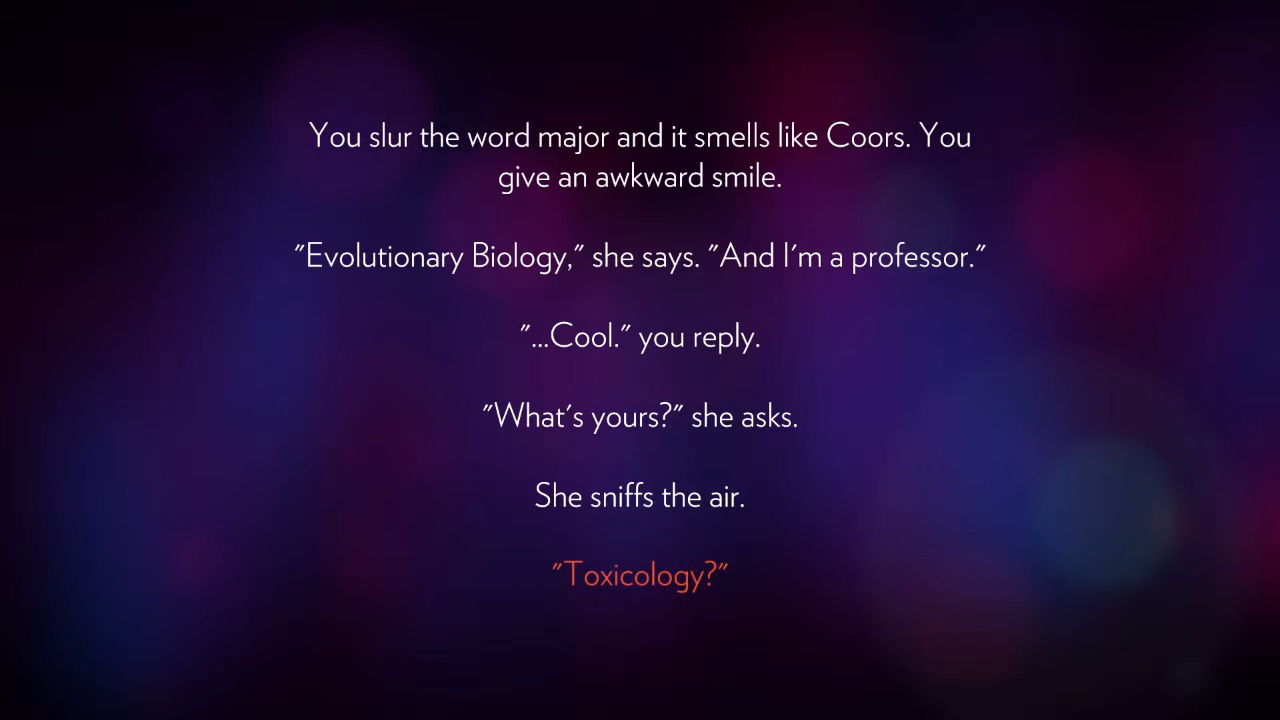 You slur the word major and it smells like Coors. You
give an awkward smile.
"Evolutionary Biology," she says. "And I'm a professor."
"...Cool." you reply.
"What's yours?" she asks.
She sniffs the air.
"Toxicology?"